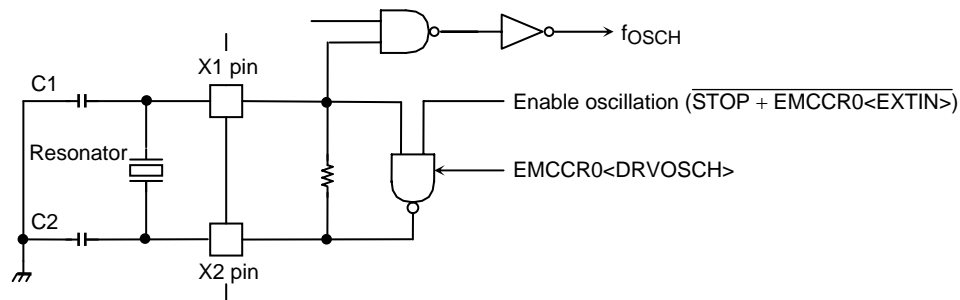 fOSCH
X1 pin
C1
Enable oscillation (STOP + EMCCR0<EXTIN>)
Resonator
EMCCR0<DRVOSCH>
C2
X2 pin